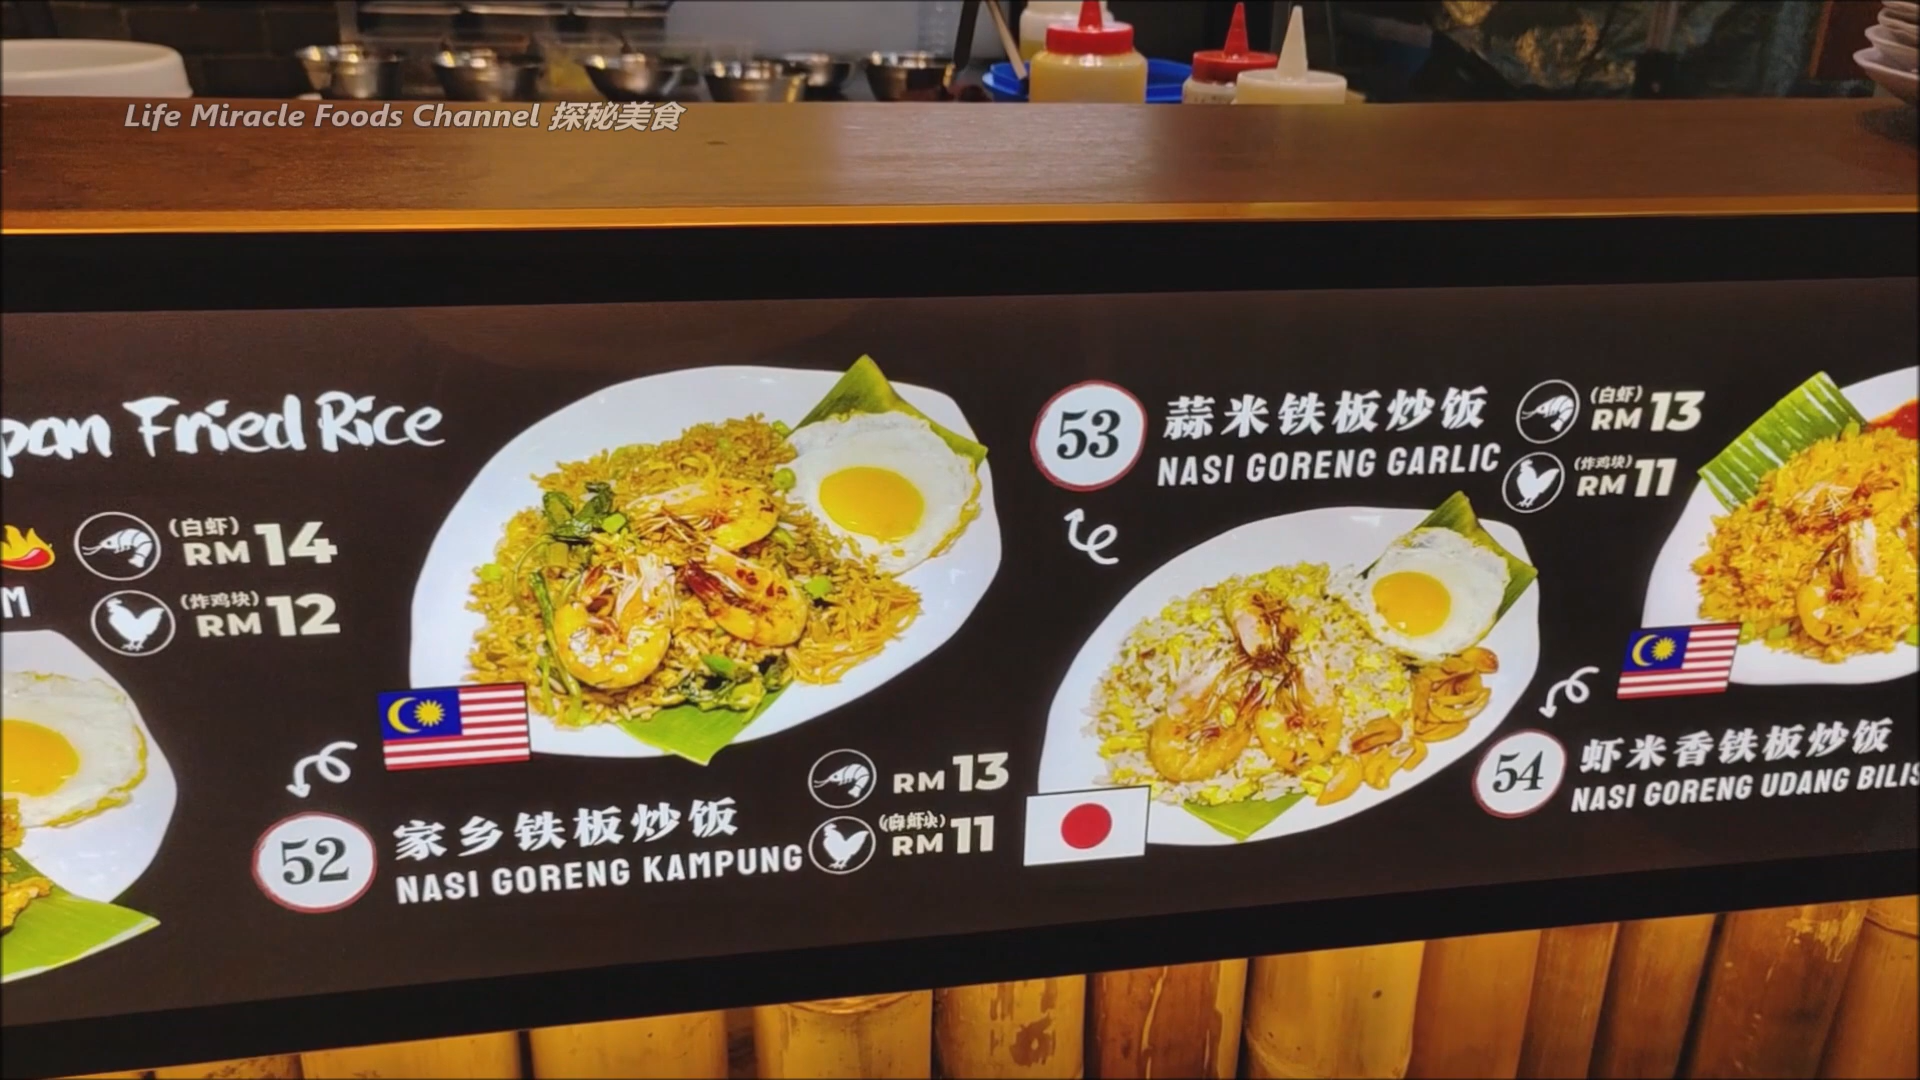 Life Miracle Foods Channel 探秘美食
pan Fried Rice
(白虾)
RM 14
(炸鸡块)
RM 12
M
52
家乡铁板炒饭
NASI GORENG KAMPUNG
RM 13
RM 11
53
蒜米铁板炒饭
NASI GORENG GARLIC
(白虾)
RM 13
(炸鸡块)
RM 11
54
虾米香铁板炒饭
NASI GORENG UDANG BILIS